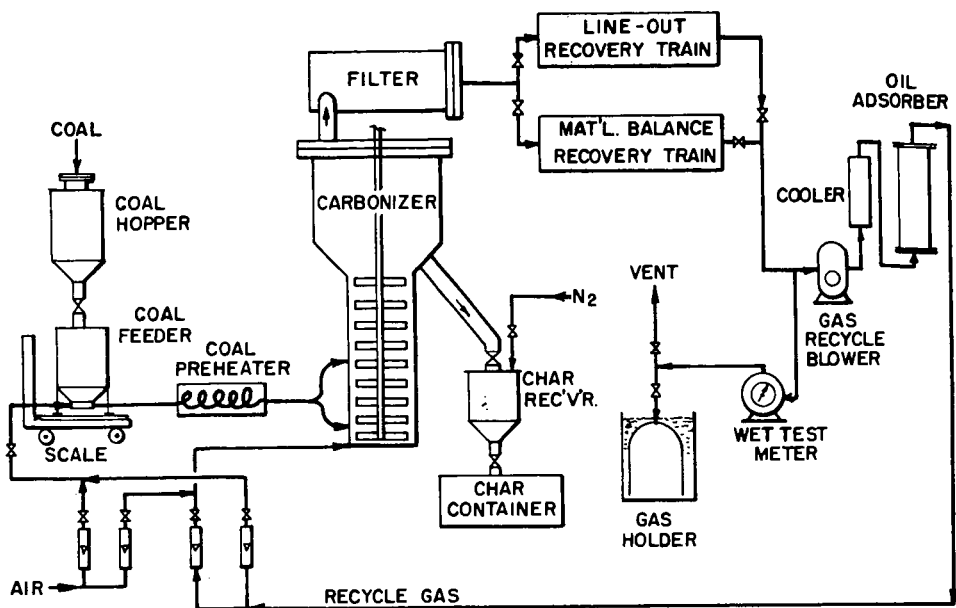 LINE-OUT
RECOVERY TRAIN
FILTER
OIL
ADSORBER
COAL
MAT'L. BALANCE
RECOVERY TRAIN
COAL
HOPPER
CARBONIZER
COOLER
VENT
N2
COAL
FEEDER
COAL
PREHEATER
GAS
RECYCLE
BLOWER
CHAR
REC'V'R.
SCALE
WET TEST
METER
CHAR
CONTAINER
GAS
HOLDER
AIR
RECYCLE GAS